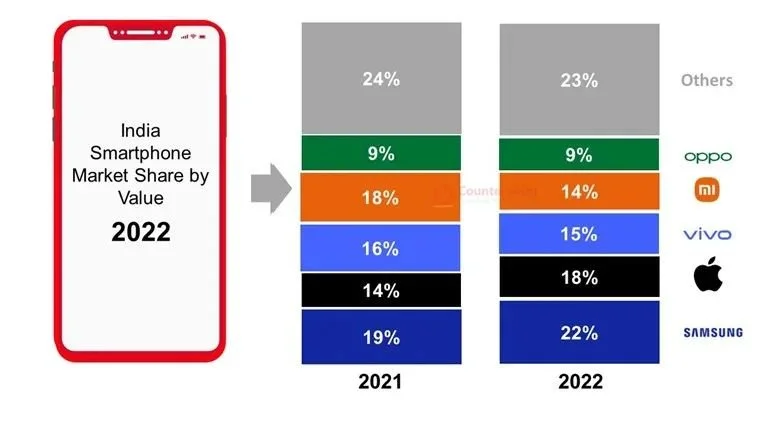 India
Smartphone
Market Share by
Value
2022
24%
9%
18%
16%
14%
19%
2021
23%
9%
14%
15%
18%
22%
2022
Others
oppo
mi
vivo
SAMSUNG